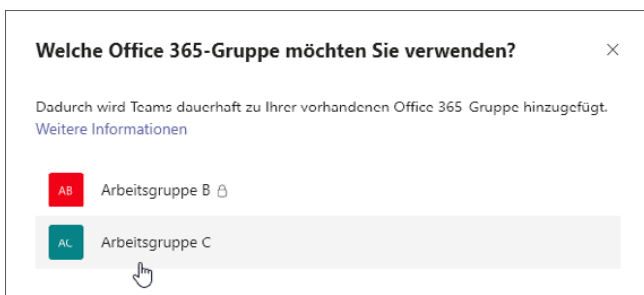 Welche Office 365-Gruppe möchten Sie verwenden?
Dadurch wird Teams dauerhaft zu Ihrer vorhandenen Office 365 Gruppe hinzugefügt.
Weitere Informationen
AB Arbeitsgruppe B
AC Arbeitsgruppe C